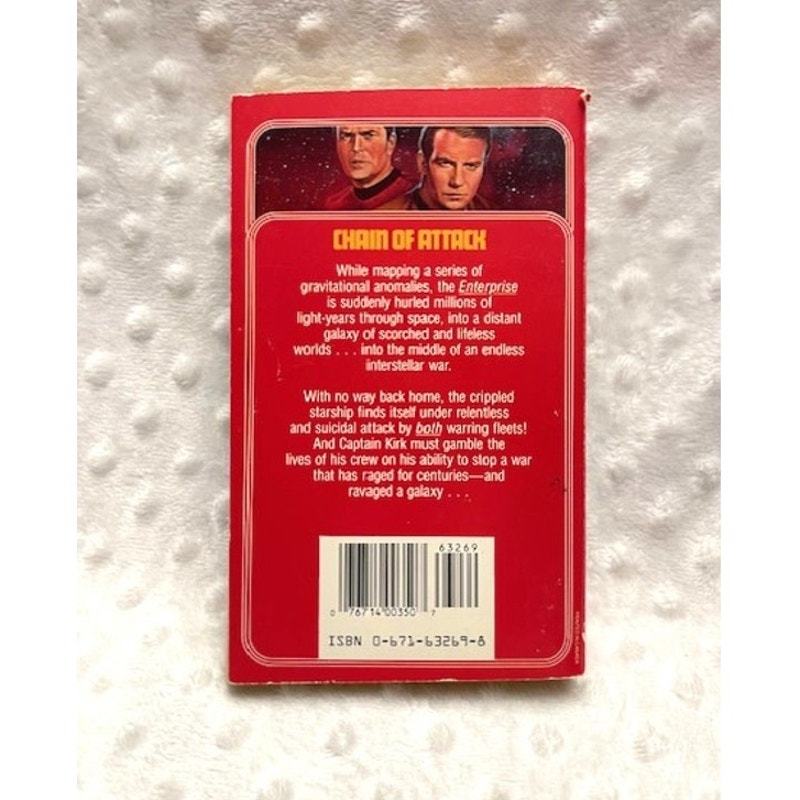 CHAIN OF ATTACK
While mapping a series of
gravitational anomalies, the Enterprise
is suddenly hurled millions of
light-years through space, into a distant
galaxy of scorched and lifeless
worlds . . . into the middle of an endless
interstellar war.
With no way back home, the crippled
starship finds itself under relentless
and suicidal attack by both warring fleets!
And Captain Kirk must gamble the
lives of his crew on his ability to stop a war
that has raged for centuries—and
ravaged a galaxy . . .
63269
0 76714 00350 7
ISBN 0-671-63269-8